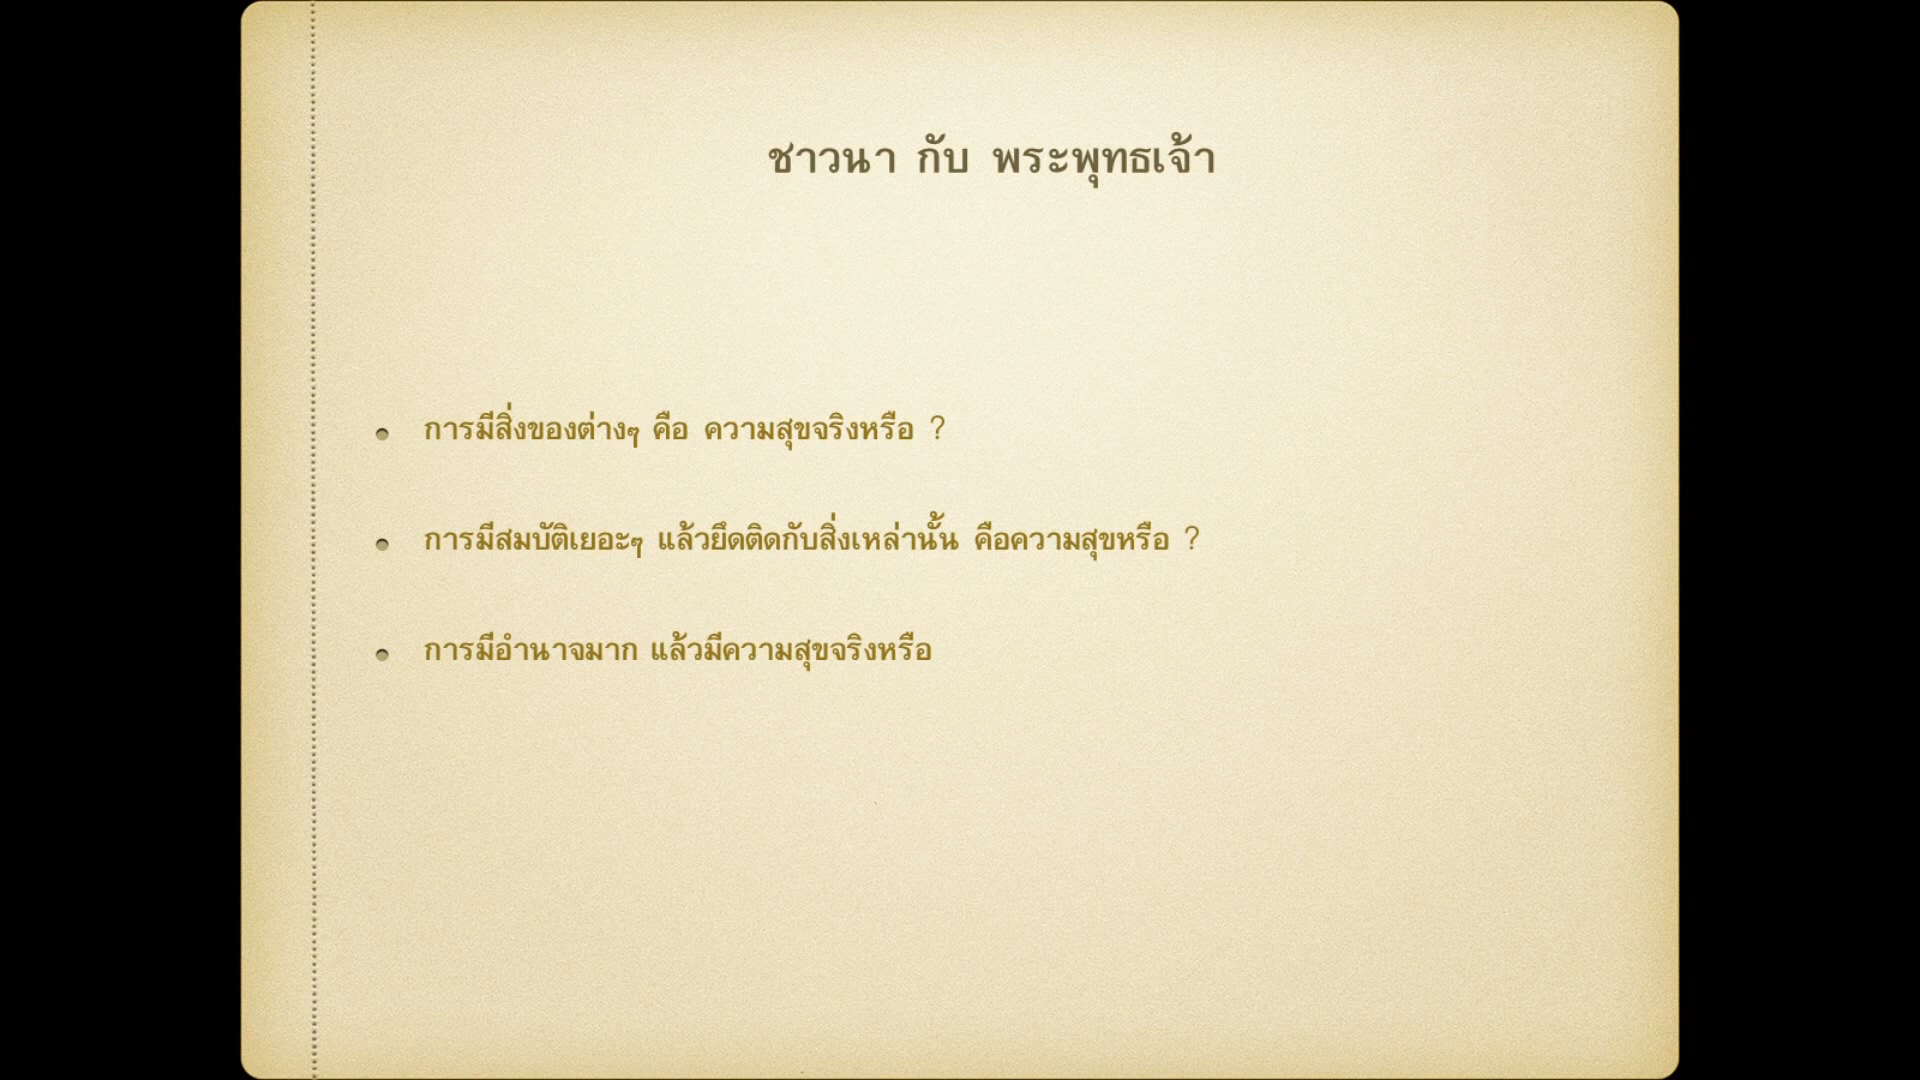 ชาวนา กับ พระพุทธเจ้า
การมีสิ่งของต่างๆ คือ ความสุขจริงหรือ ?
การมีสมบัติเยอะๆ แล้วยึดติดกับสิ่งเหล่านั้น คือความสุขหรือ ?
การมีอำนาจมาก แล้วมีความสุขจริงหรือ